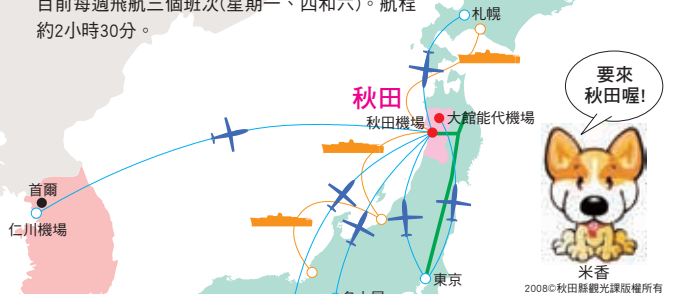 目前每週飛航三個班次(星期一、四和六)。航程
約2小時30分。
札幌
要來
秋田喔!
秋田
秋田機場
大館能代機場
首爾
仁川機場
東京
米香
2008©秋田縣觀光課版權所有